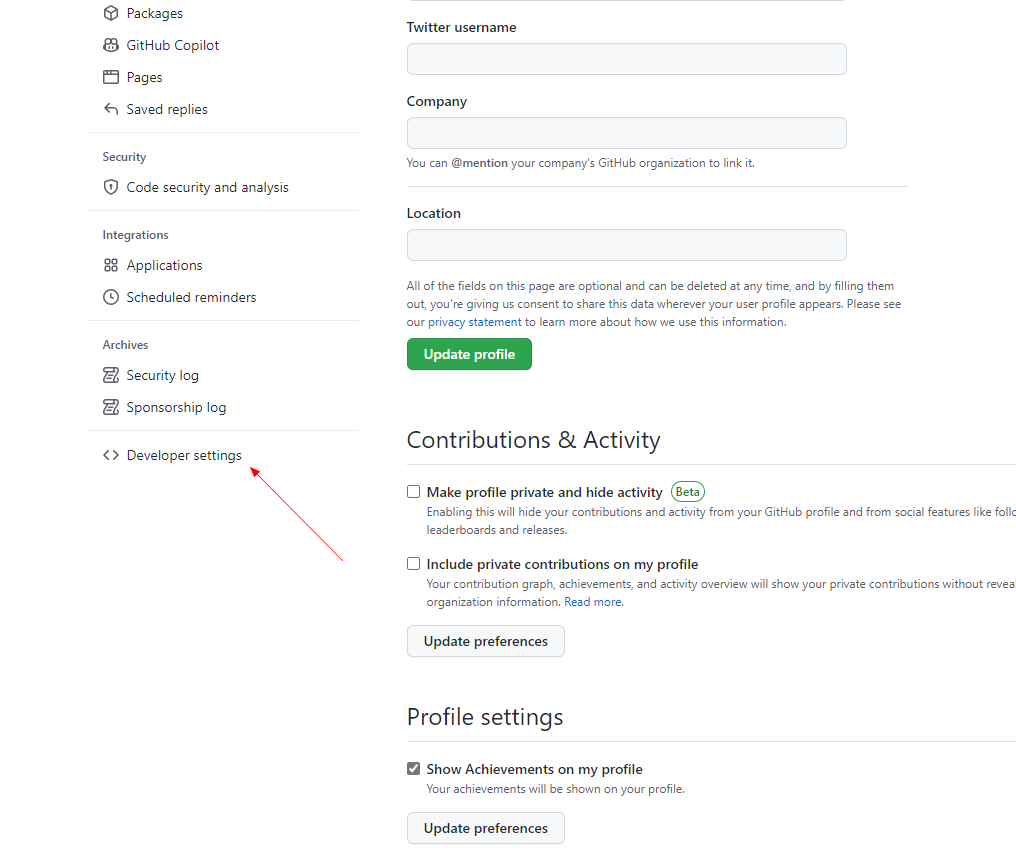 Packages
GitHub Copilot
Pages
Saved replies
Security
Code security and analysis
Integrations
Applications
Scheduled reminders
Archives
Security log
Sponsorship log
Developer settings
Twitter username
Company
You can @mention your company's GitHub organization to link it.
Location
All of the fields on this page are optional and can be deleted at any time, and by filling them
out, you're giving us consent to share this data wherever your user profile appears. Please see
our privacy statement to learn more about how we use this information.
Update profile
Contributions & Activity
Make profile private and hide activity Beta
Enabling this will hide your contributions and activity from your GitHub profile and from social features like
leaderboards and releases.
Include private contributions on my profile
Your contribution graph, achievements, and activity overview will show your private contributions without
organization information. Read more.
Update preferences
Profile settings
Show Achievements on my profile
Your achievements will be shown on your profile.
Update preferences